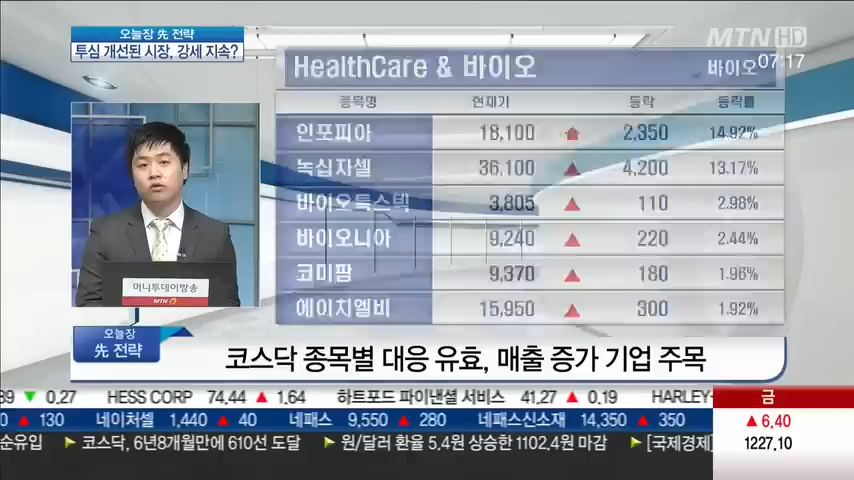 오늘장 先 전략
투심 개선된 시장, 강세 지속?
MTN HD
07:17
HealthCare & 바이오 바이오
종목명 현재가 등락 등락률
인포피아 18,100 2,350 14.92%
녹십자셀 36,100 ▲ 4,200 13.17%
바이오톡스텍 3,805 ▲ 110 2.98%
바이오니아 9,240 ▲ 220 2.44%
코미팜 9,370 ▲ 180 1.96%
에이치엘비 15,950 ▲ 300 1.92%
머니투데이방송
MTN
오늘장
先 전략
코스닥 종목별 대응 유효, 매출 증가 기업 주목
89 ▼ 0.27 HESS CORP 74,44 ▲ 1.64 하트포드 파이낸셜 서비스 41.27 ▲ 0.19 HARLEY-
▲ 130 네이처셀 1,440 ▲ 40 네패스 9,550 ▲ 280 네패스신소재 14,350 ▲ 350
순유입 ▶ 코스닥, 6년8개월만에 610선 도달 ▶ 원/달러 환율 5.4원 상승한 1102.4원 마감 ▶ [국제경제]
금
▲ 6,40
1227.10